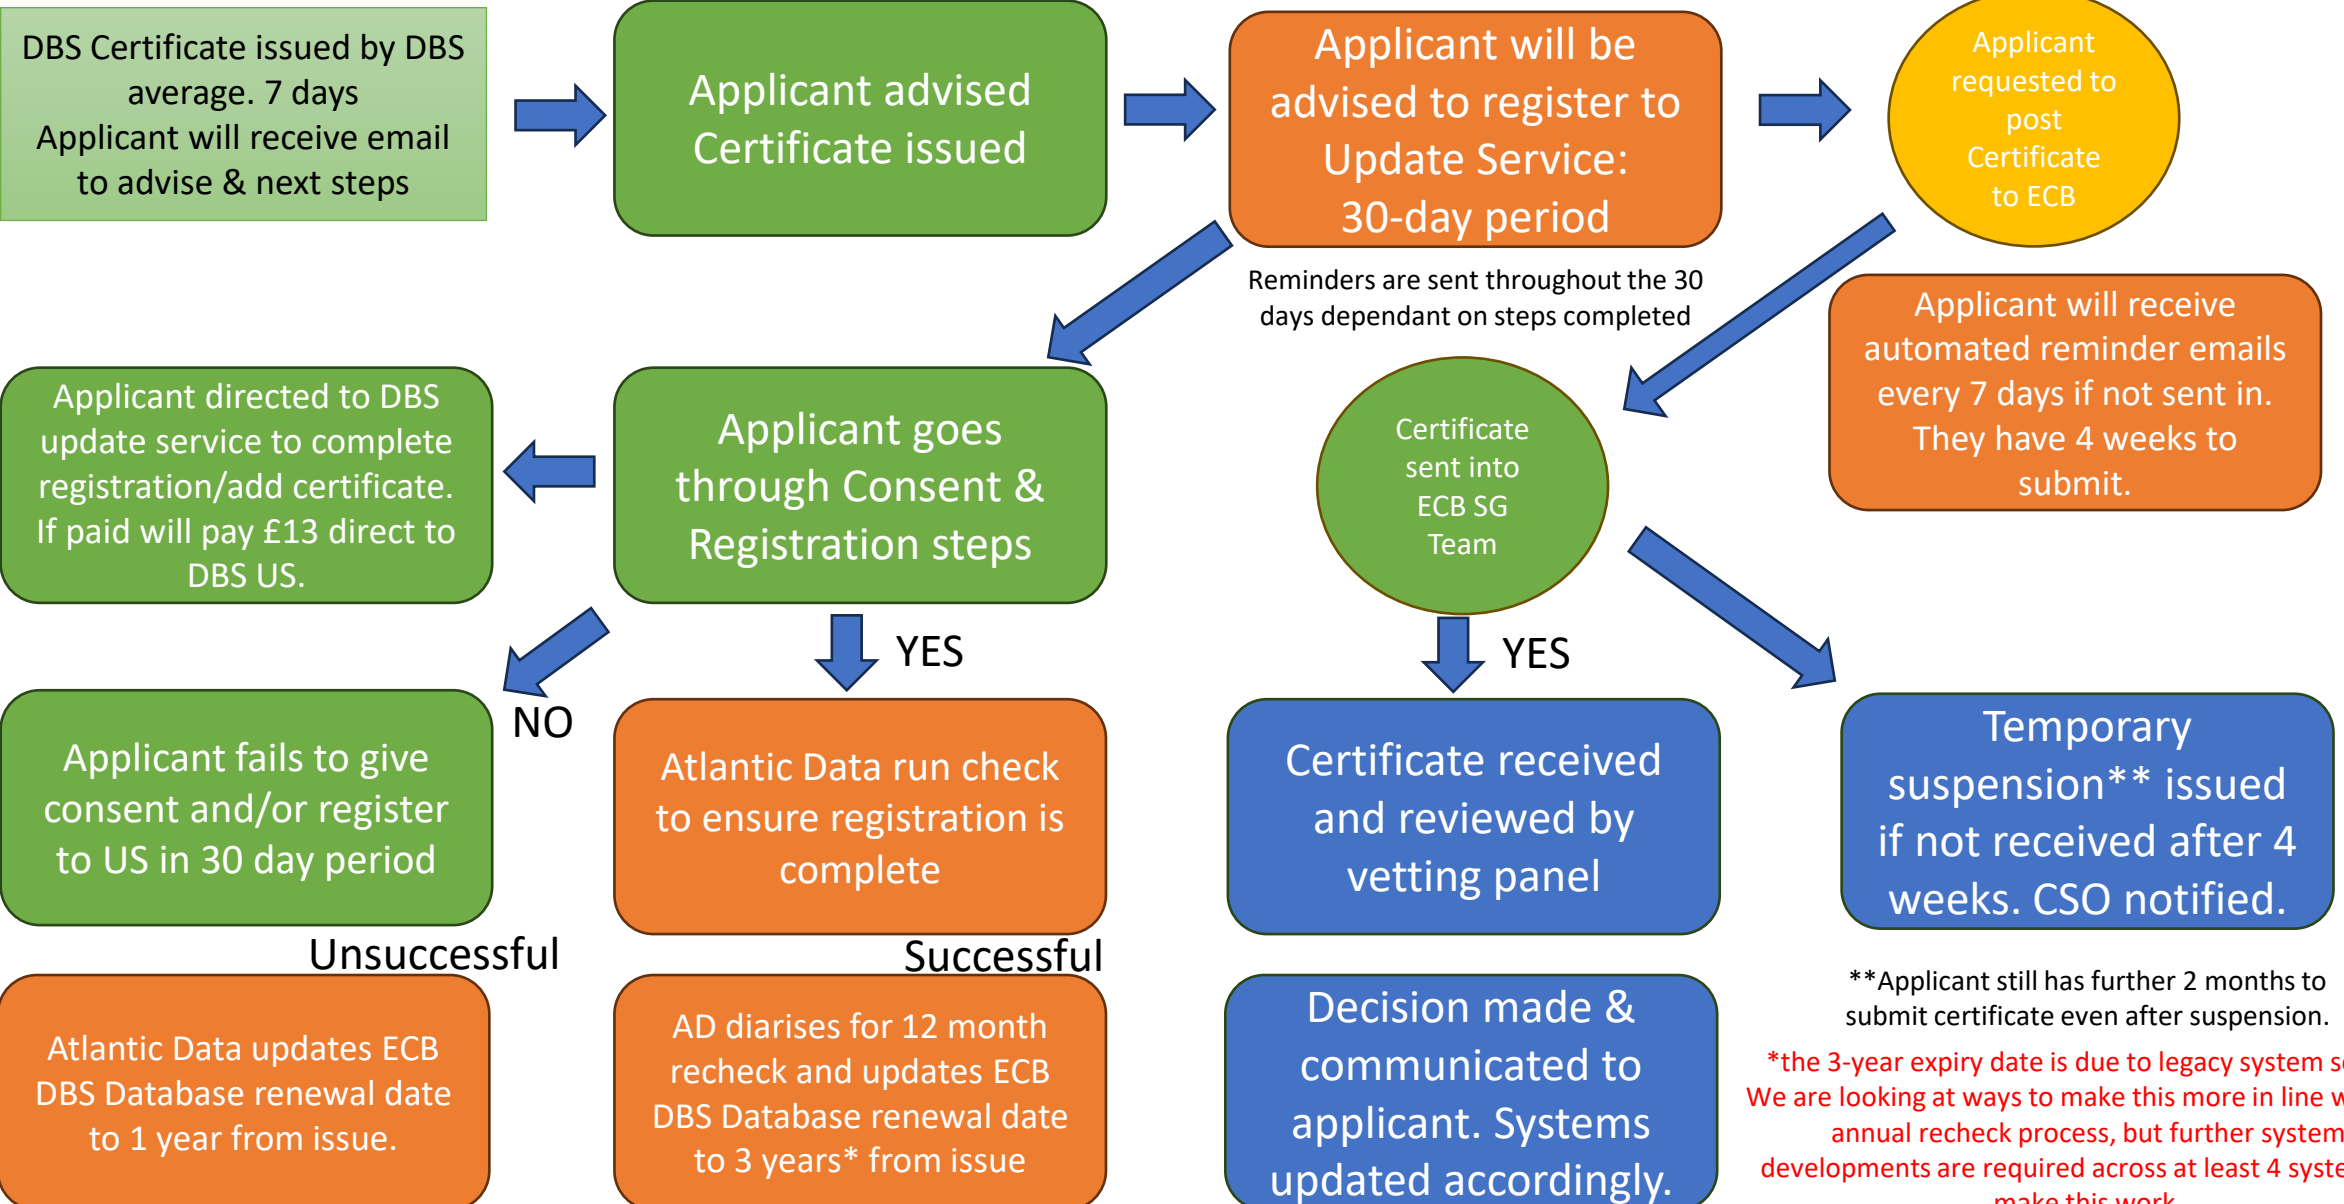 DBS Certificate issued by DBS
average. 7 days
Applicant will receive email
to advise & next steps
Applicant advised
Certificate issued
Applicant will be
advised to register to
Update Service:
30-day period
Applicant
requested to
post
Certificate
to ECB
Reminders are sent throughout the 30
days dependant on steps completed
Applicant will receive
automated reminder emails
every 7 days if not sent in.
They have 4 weeks to
submit.
Applicant directed to DBS
update service to complete
registration/add certificate.
If paid will pay £13 direct to
DBS US.
Applicant goes
through Consent &
Registration steps
Certificate
sent into
ECB SG
Team
NO
YES
YES
Applicant fails to give
consent and/or register
to US in 30 day period
Atlantic Data run check
to ensure registration is
complete
Certificate received
and reviewed by
vetting panel
Temporary
suspension** issued
if not received after 4
weeks. CSO notified.
Unsuccessful
Successful
Atlantic Data updates ECB
DBS Database renewal date
to 1 year from issue.
AD diarises for 12 month
recheck and updates ECB
DBS Database renewal date
to 3 years* from issue
Decision made &
communicated to
applicant. Systems
updated accordingly.
**Applicant still has further 2 months to
submit certificate even after suspension.
*the 3-year expiry date is due to legacy system
We are looking at ways to make this more in line
annual recheck process, but further system
developments are required across at least 4
make this work